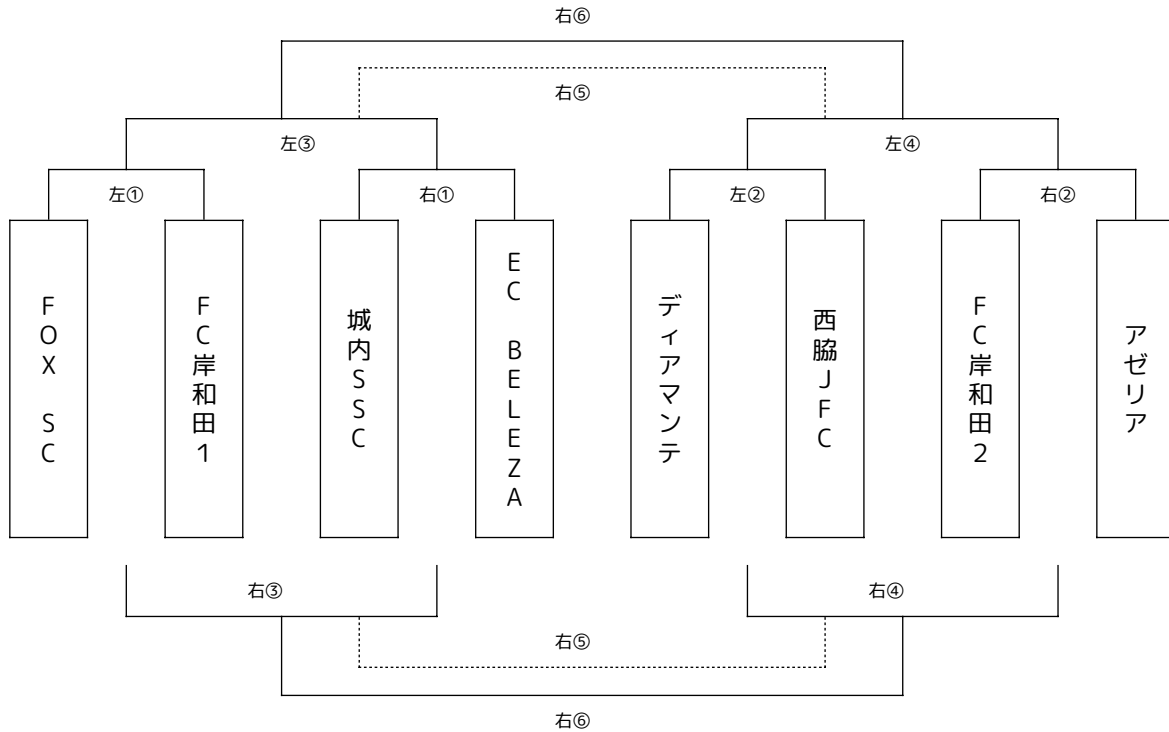 右⑥
右⑤
左③
左④
左①
右①
左②
右②
FOX SC
FC岸和田1
城内SSC
EC BELEZA
ディアマンテ
西脇JFC
FC岸和田2
アゼリア
右③
右④
右⑤
右⑥